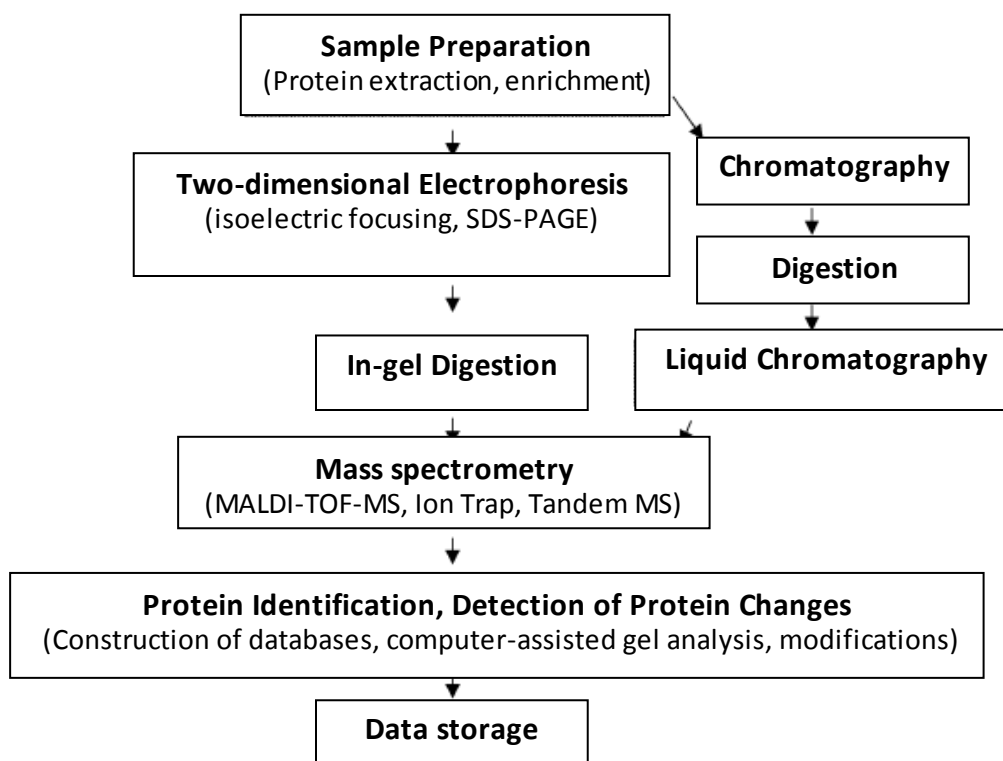 Sample Preparation
(Protein extraction, enrichment)
Two-dimensional Electrophoresis
(isoelectric focusing, SDS-PAGE)
Chromatography
Digestion
In-gel Digestion
Liquid Chromatography
Mass spectrometry
(MALDI-TOF-MS, Ion Trap, Tandem MS)
Protein Identification, Detection of Protein Changes
(Construction of databases, computer-assisted gel analysis, modifications)
Data storage